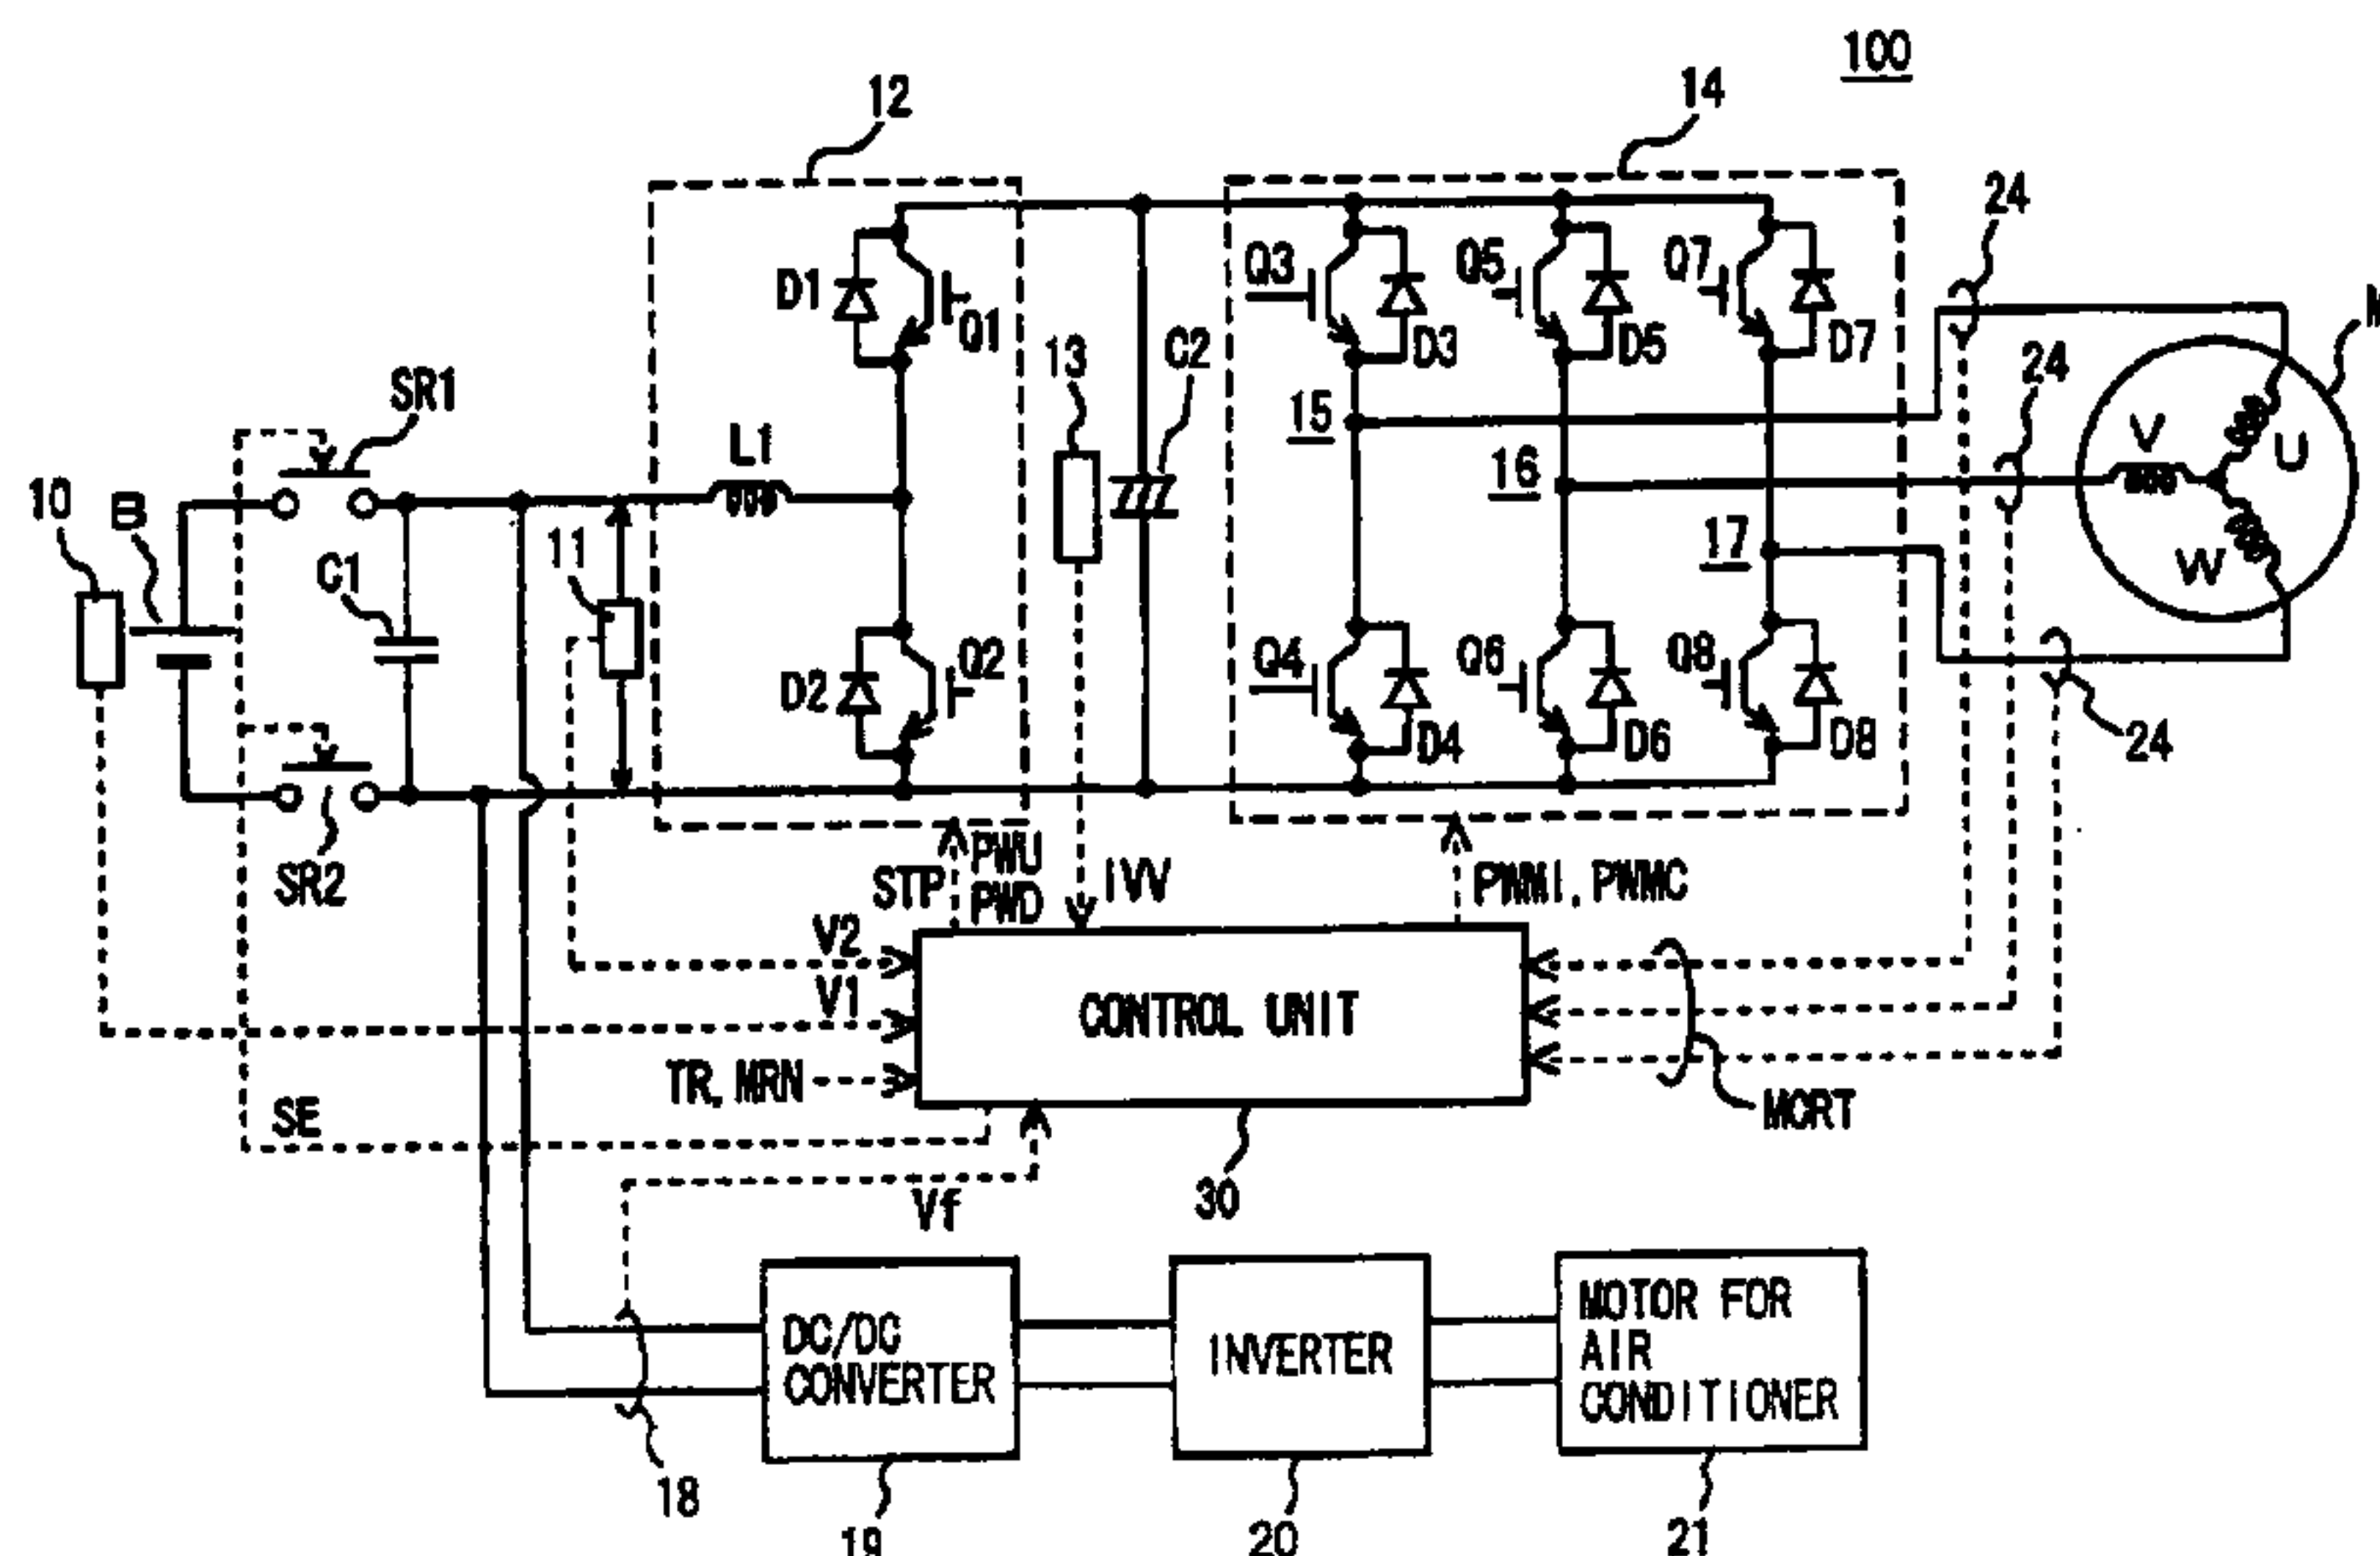 100
12
14
24
Q3
Q5
Q7
D1
Q1
13
C2
D3
D5
D7
24
SR1
15
V
U
L1
16
10
B
11
17
C1
W
D2
Q2
Q4
Q6
Q8
D4
D6
D8
24
SR2
STP
PWU
PWD
IVV
PWMI, PWMC
V2
V1
CONTROL UNIT
TR, MRN
MCRT
SE
Vf
30
DC/DC
CONVERTER
INVERTER
MOTOR FOR
AIR
CONDITIONER
18
19
20
21